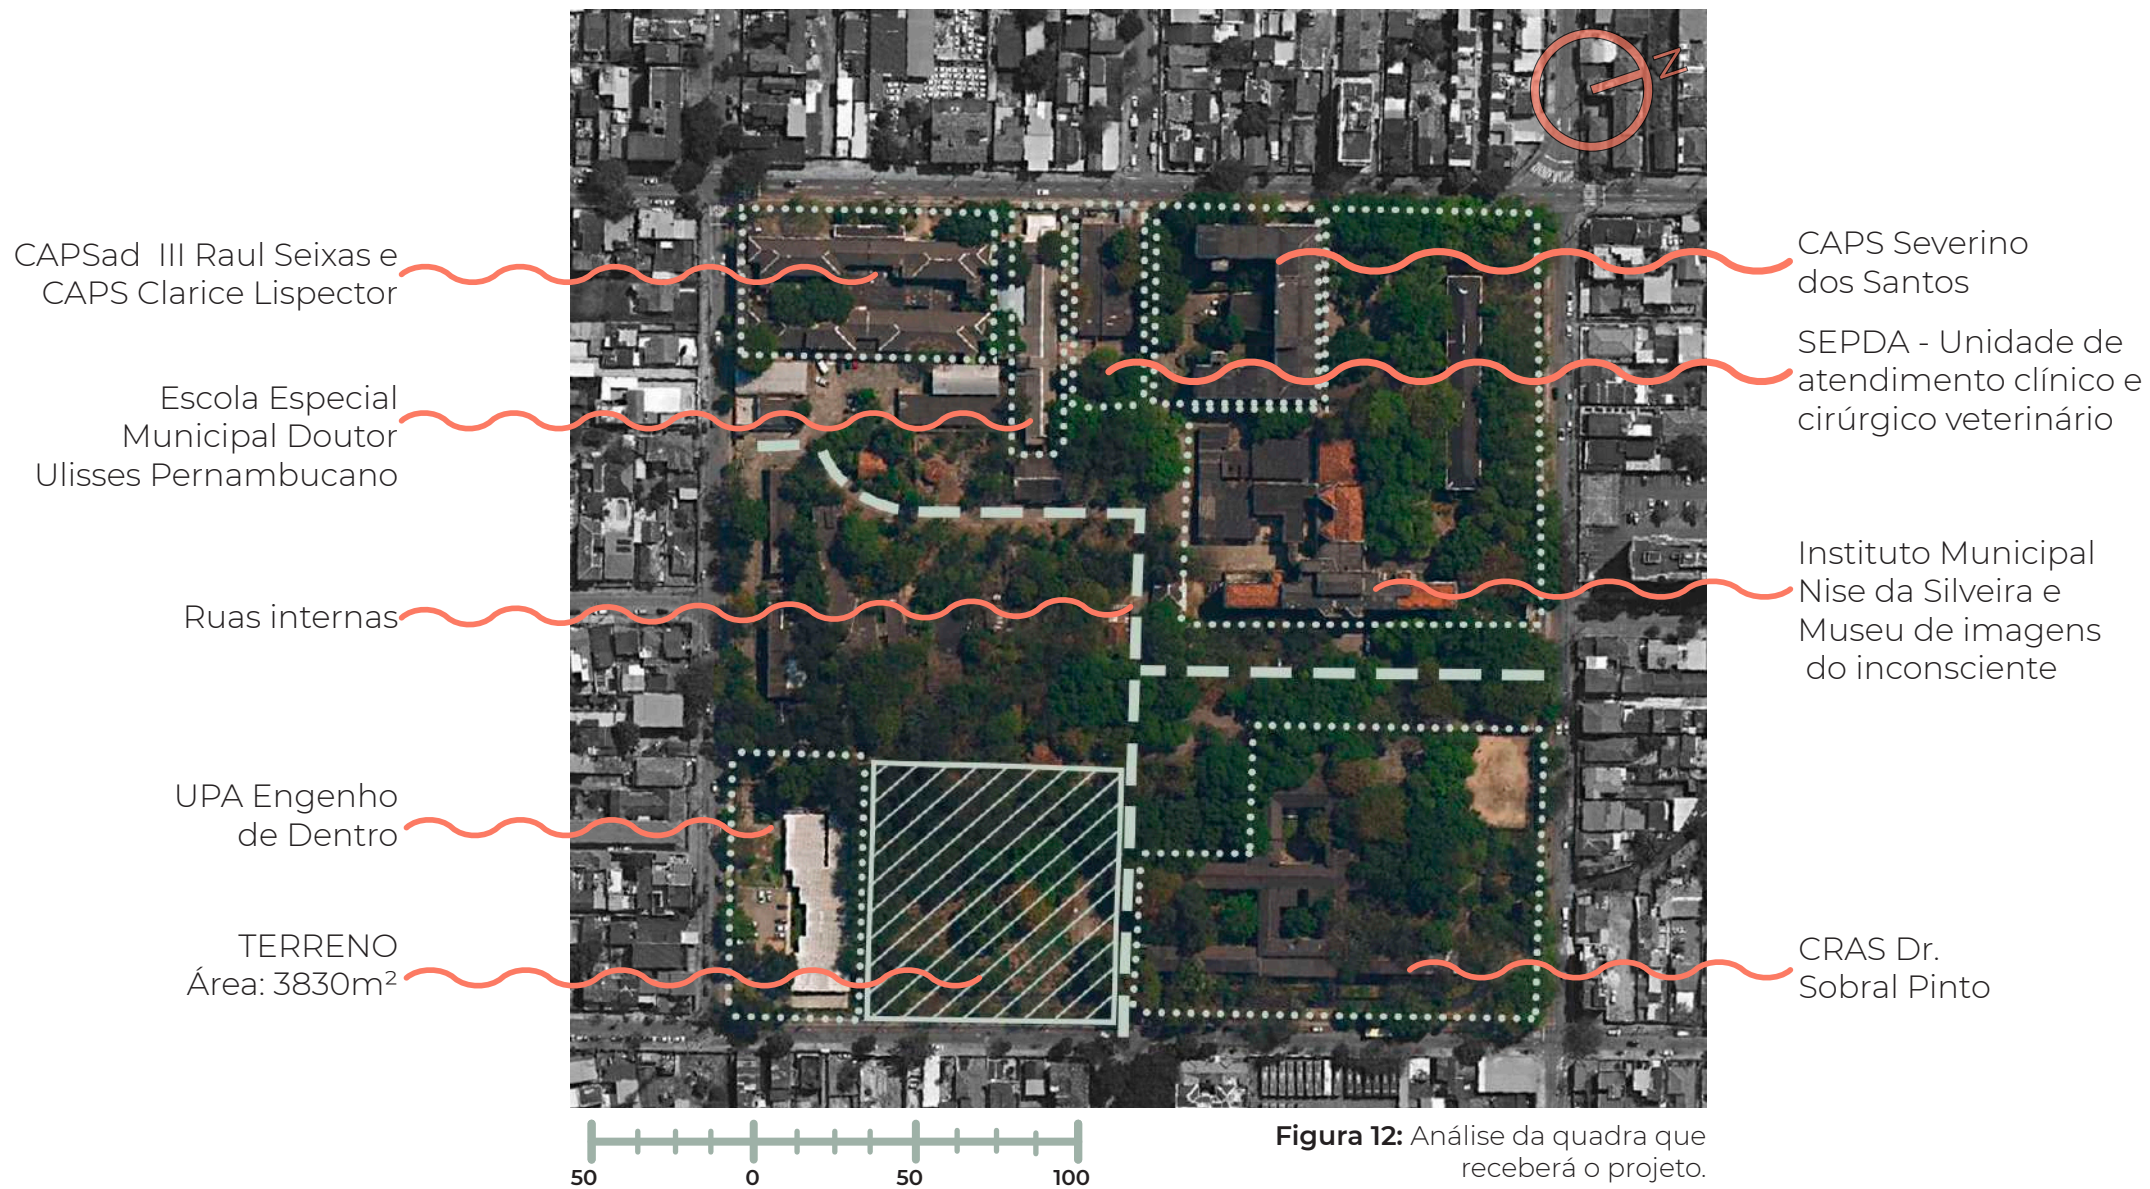 N
CAPSad III Raul Seixas e
CAPS Clarice Lispector
Escola Especial
Municipal Doutor
Ulisses Pernambucano
Ruas internas
UPA Engenho
de Dentro
TERRENO
Área: 3830m²
CAPS Severino
dos Santos
SEPDA - Unidade de
atendimento clínico e
cirúrgico veterinário
Instituto Municipal
Nise da Silveira e
Museu de imagens
do inconsciente
CRAS Dr.
Sobral Pinto
50 0 50 100
Figura 12: Análise da quadra que
receberá o projeto.